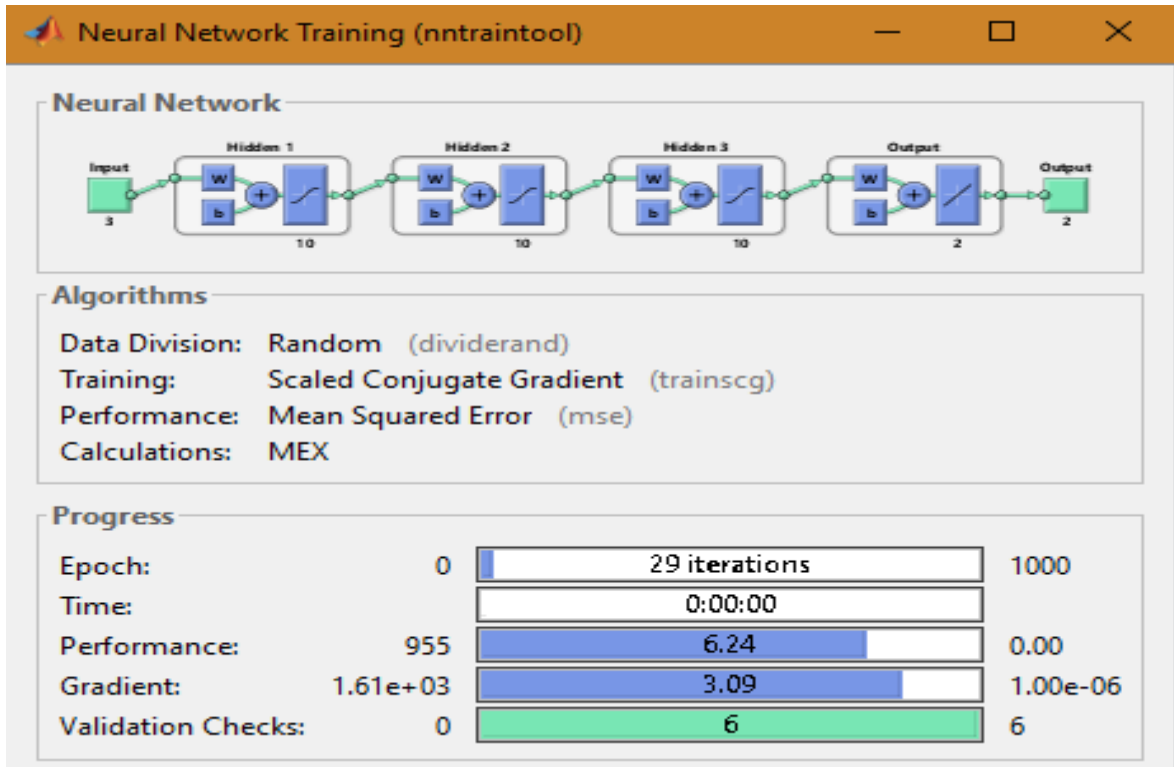 Neural Network Training (nntraintool)
Neural Network
Hidden 1 Hidden 2 Hidden 3 Output
Input Output
W W W W
b b b b
3 10 10 10 2 2
Algorithms
Data Division: Random (dividerand)
Training: Scaled Conjugate Gradient (trainscg)
Performance: Mean Squared Error (mse)
Calculations: MEX
Progress
Epoch: 0 29 iterations 1000
Time: 0:00:00
Performance: 955 6.24 0.00
Gradient: 1.61e+03 3.09 1.00e-06
Validation Checks: 0 6 6